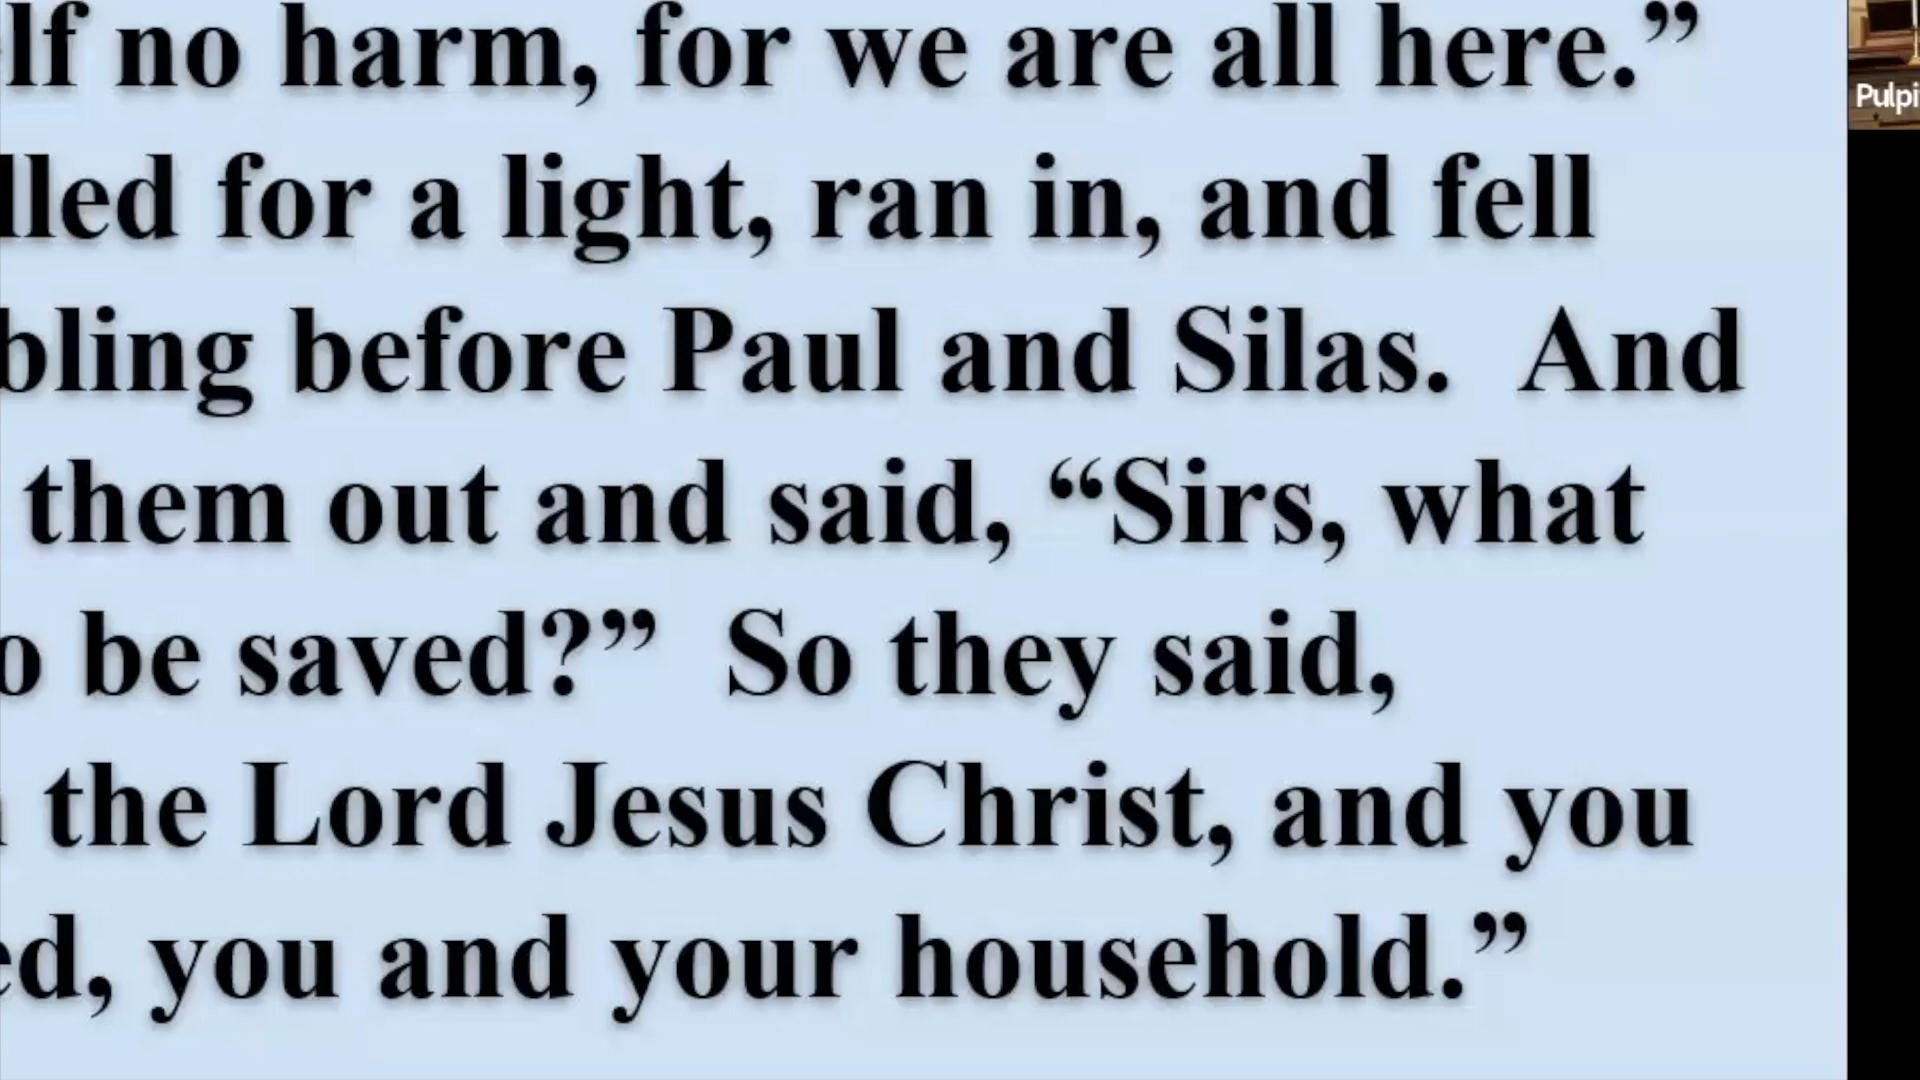 lf no harm, for we are all here.”
lled for a light, ran in, and fell
bling before Paul and Silas.  And
them out and said, “Sirs, what
o be saved?”  So they said,
the Lord Jesus Christ, and you
ed, you and your household.”
Pulpi